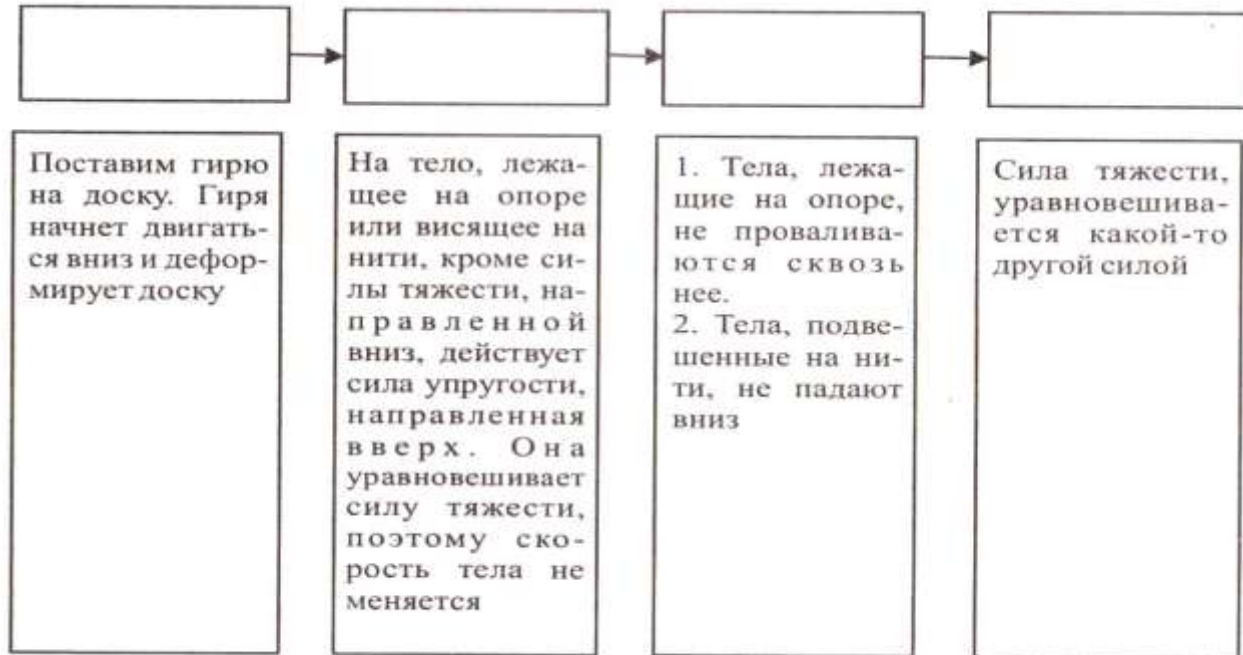 Поставим гирю
на доску. Гиря
начнет двигать-
ся вниз и дефор-
мирует доску
На тело, лежа-
щее на опоре
или висящее на
нити, кроме си-
лы тяжести, на-
правленной
вниз, действует
сила упругости,
направленная
вверх. Она
уравновешивает
силу тяжести,
поэтому ско-
рость тела не
меняется
1. Тела, лежа-
щие на опоре,
не провалива-
ются сквозь
нее.
2. Тела, подве-
шенные на ни-
ти, не падают
вниз
Сила тяжести,
уравновешива-
ется какой-то
другой силой